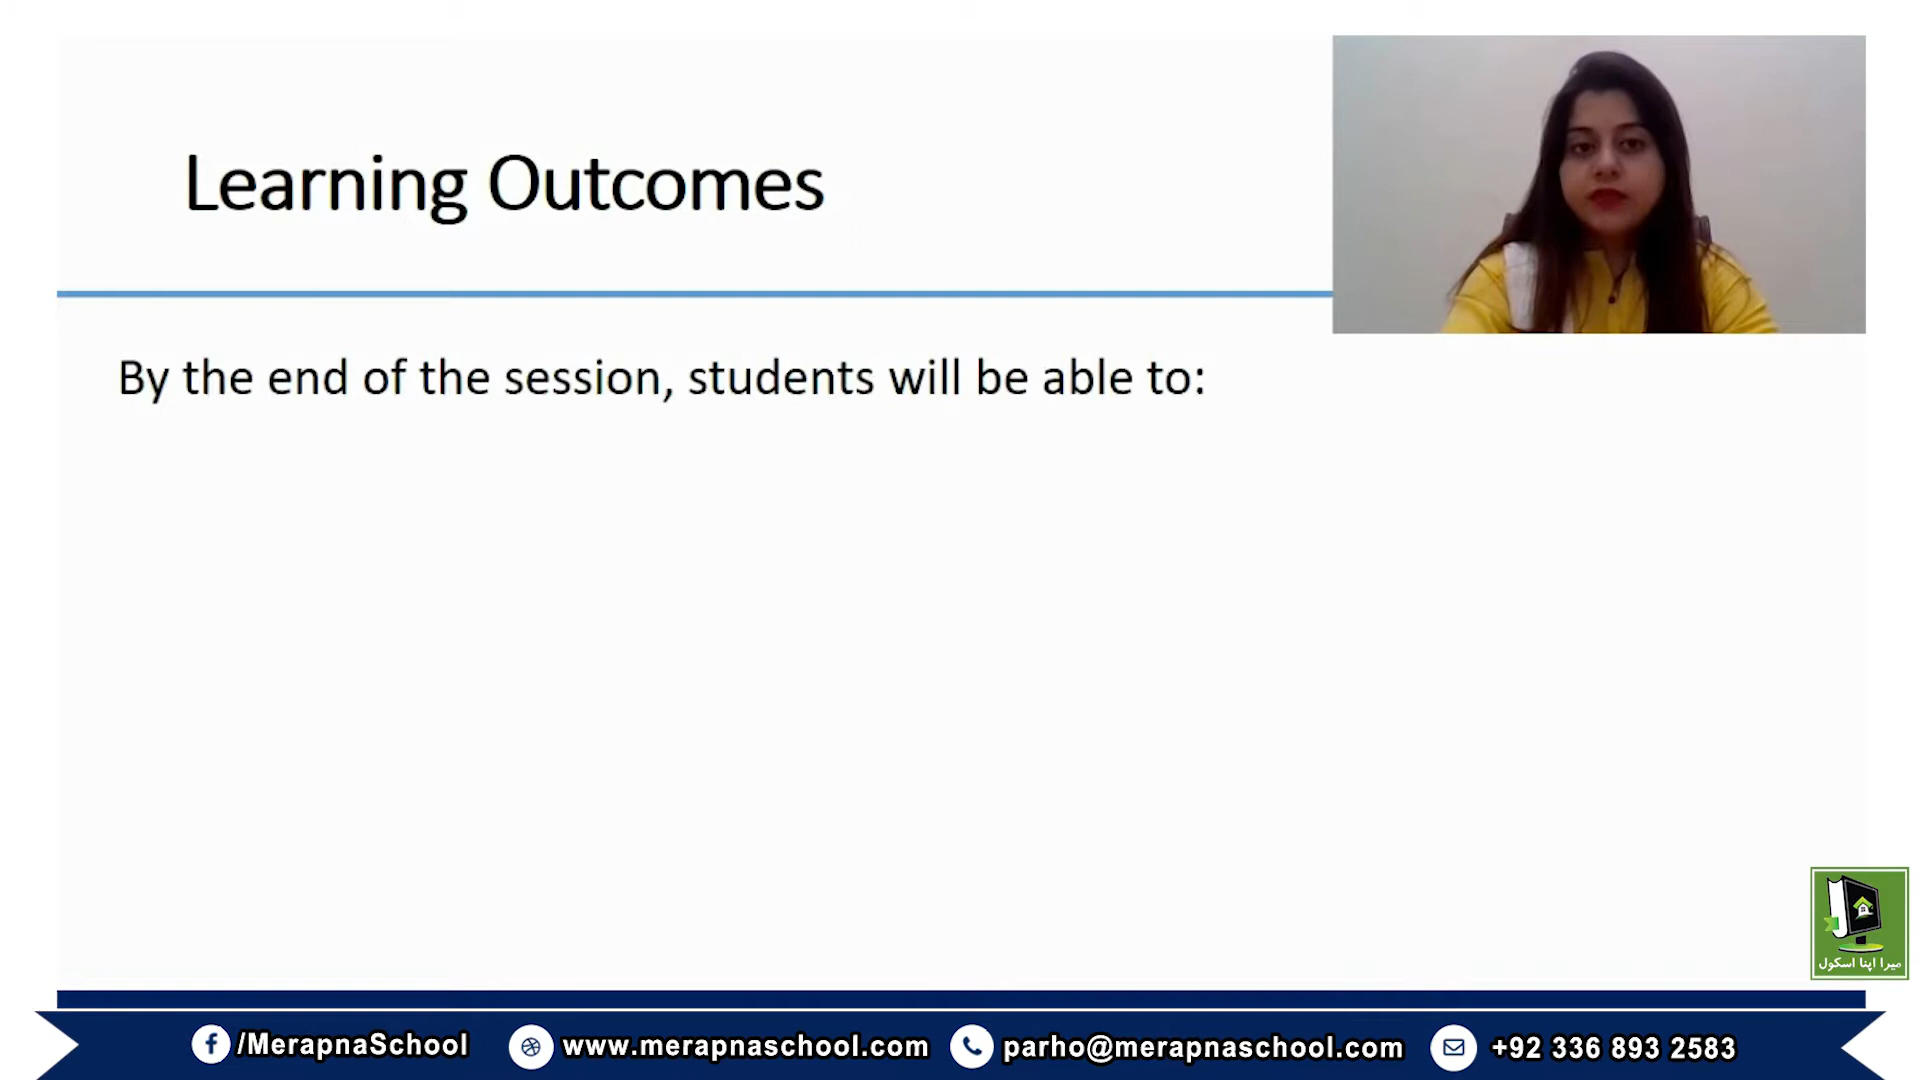 Learning Outcomes
By the end of the session, students will be able to:
میرا اپنا اسکول
/MerapnaSchool
www.merapnaschool.com
parho@merapnaschool.com
+92 336 893 2583